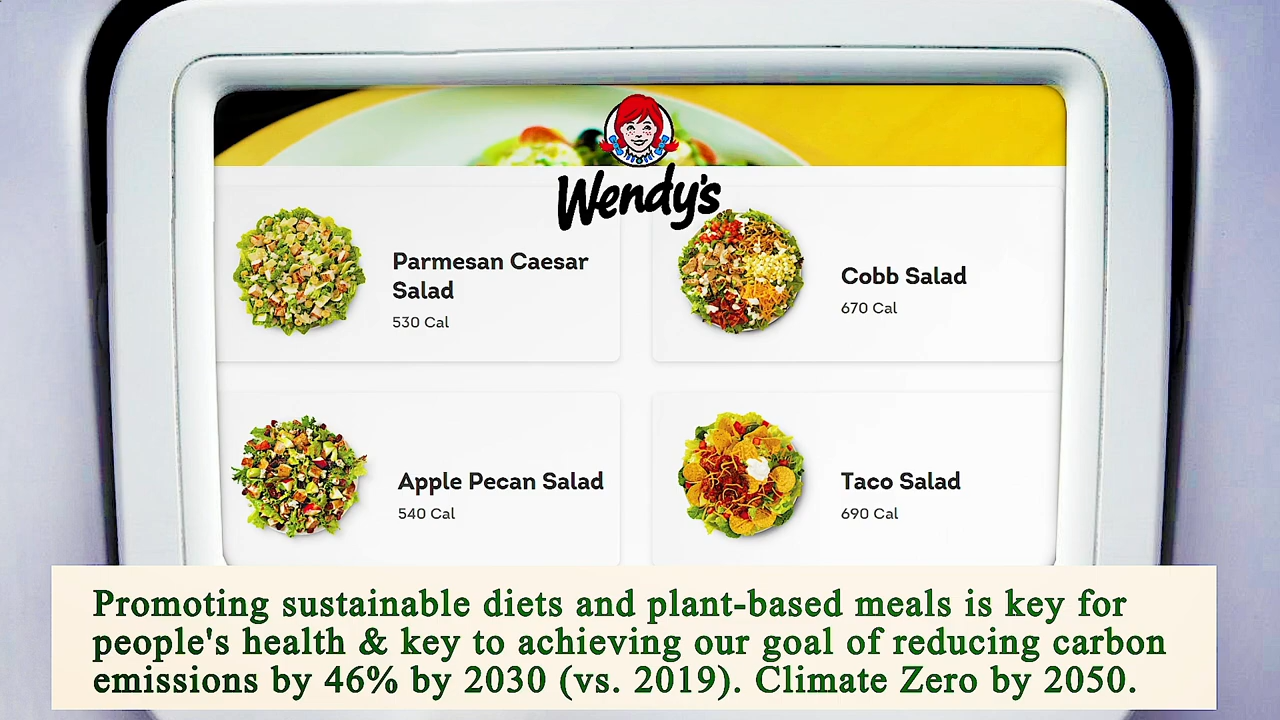 Wendy's
Parmesan Caesar
Salad
530 Cal
Cobb Salad
670 Cal
Apple Pecan Salad
540 Cal
Taco Salad
690 Cal
Promoting sustainable diets and plant-based meals is key for
people's health & key to achieving our goal of reducing carbon
emissions by 46% by 2030 (vs. 2019). Climate Zero by 2050.